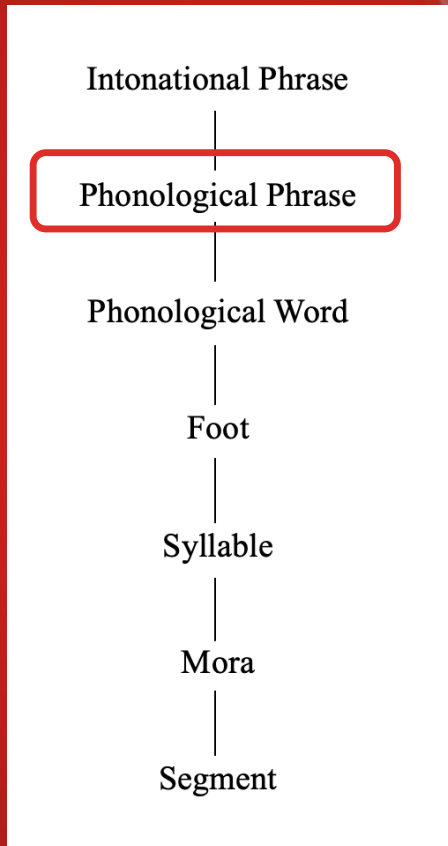 Intonational Phrase
Phonological Phrase
Phonological Word
Foot
Syllable
Mora
Segment